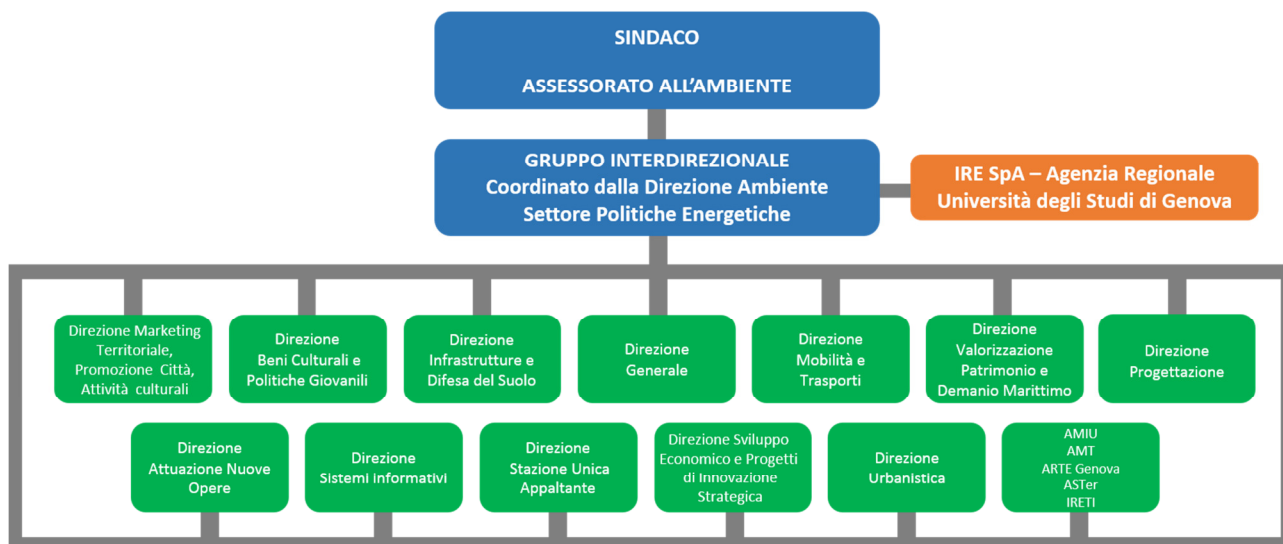 SINDACO
ASSESSORATO ALL'AMBIENTE
GRUPPO INTERDIREZIONALE
Coordinato dalla Direzione Ambiente
Settore Politiche Energetiche
IRE SpA – Agenzia Regionale
Università degli Studi di Genova
Direzione Marketing
Territoriale,
Promozione Città,
Attività culturali
Direzione
Beni Culturali e
Politiche Giovanili
Direzione
Infrastrutture e
Difesa del Suolo
Direzione
Generale
Direzione
Mobilità e
Trasporti
Direzione
Valorizzazione
Patrimonio e
Demanio Marittimo
Direzione
Progettazione
Direzione
Attuazione Nuove
Opere
Direzione
Sistemi Informativi
Direzione
Stazione Unica
Appaltante
Direzione Sviluppo
Economico e Progetti
di Innovazione
Strategica
Direzione
Urbanistica
AMIU
AMT
ARTE Genova
ASTer
IRETI